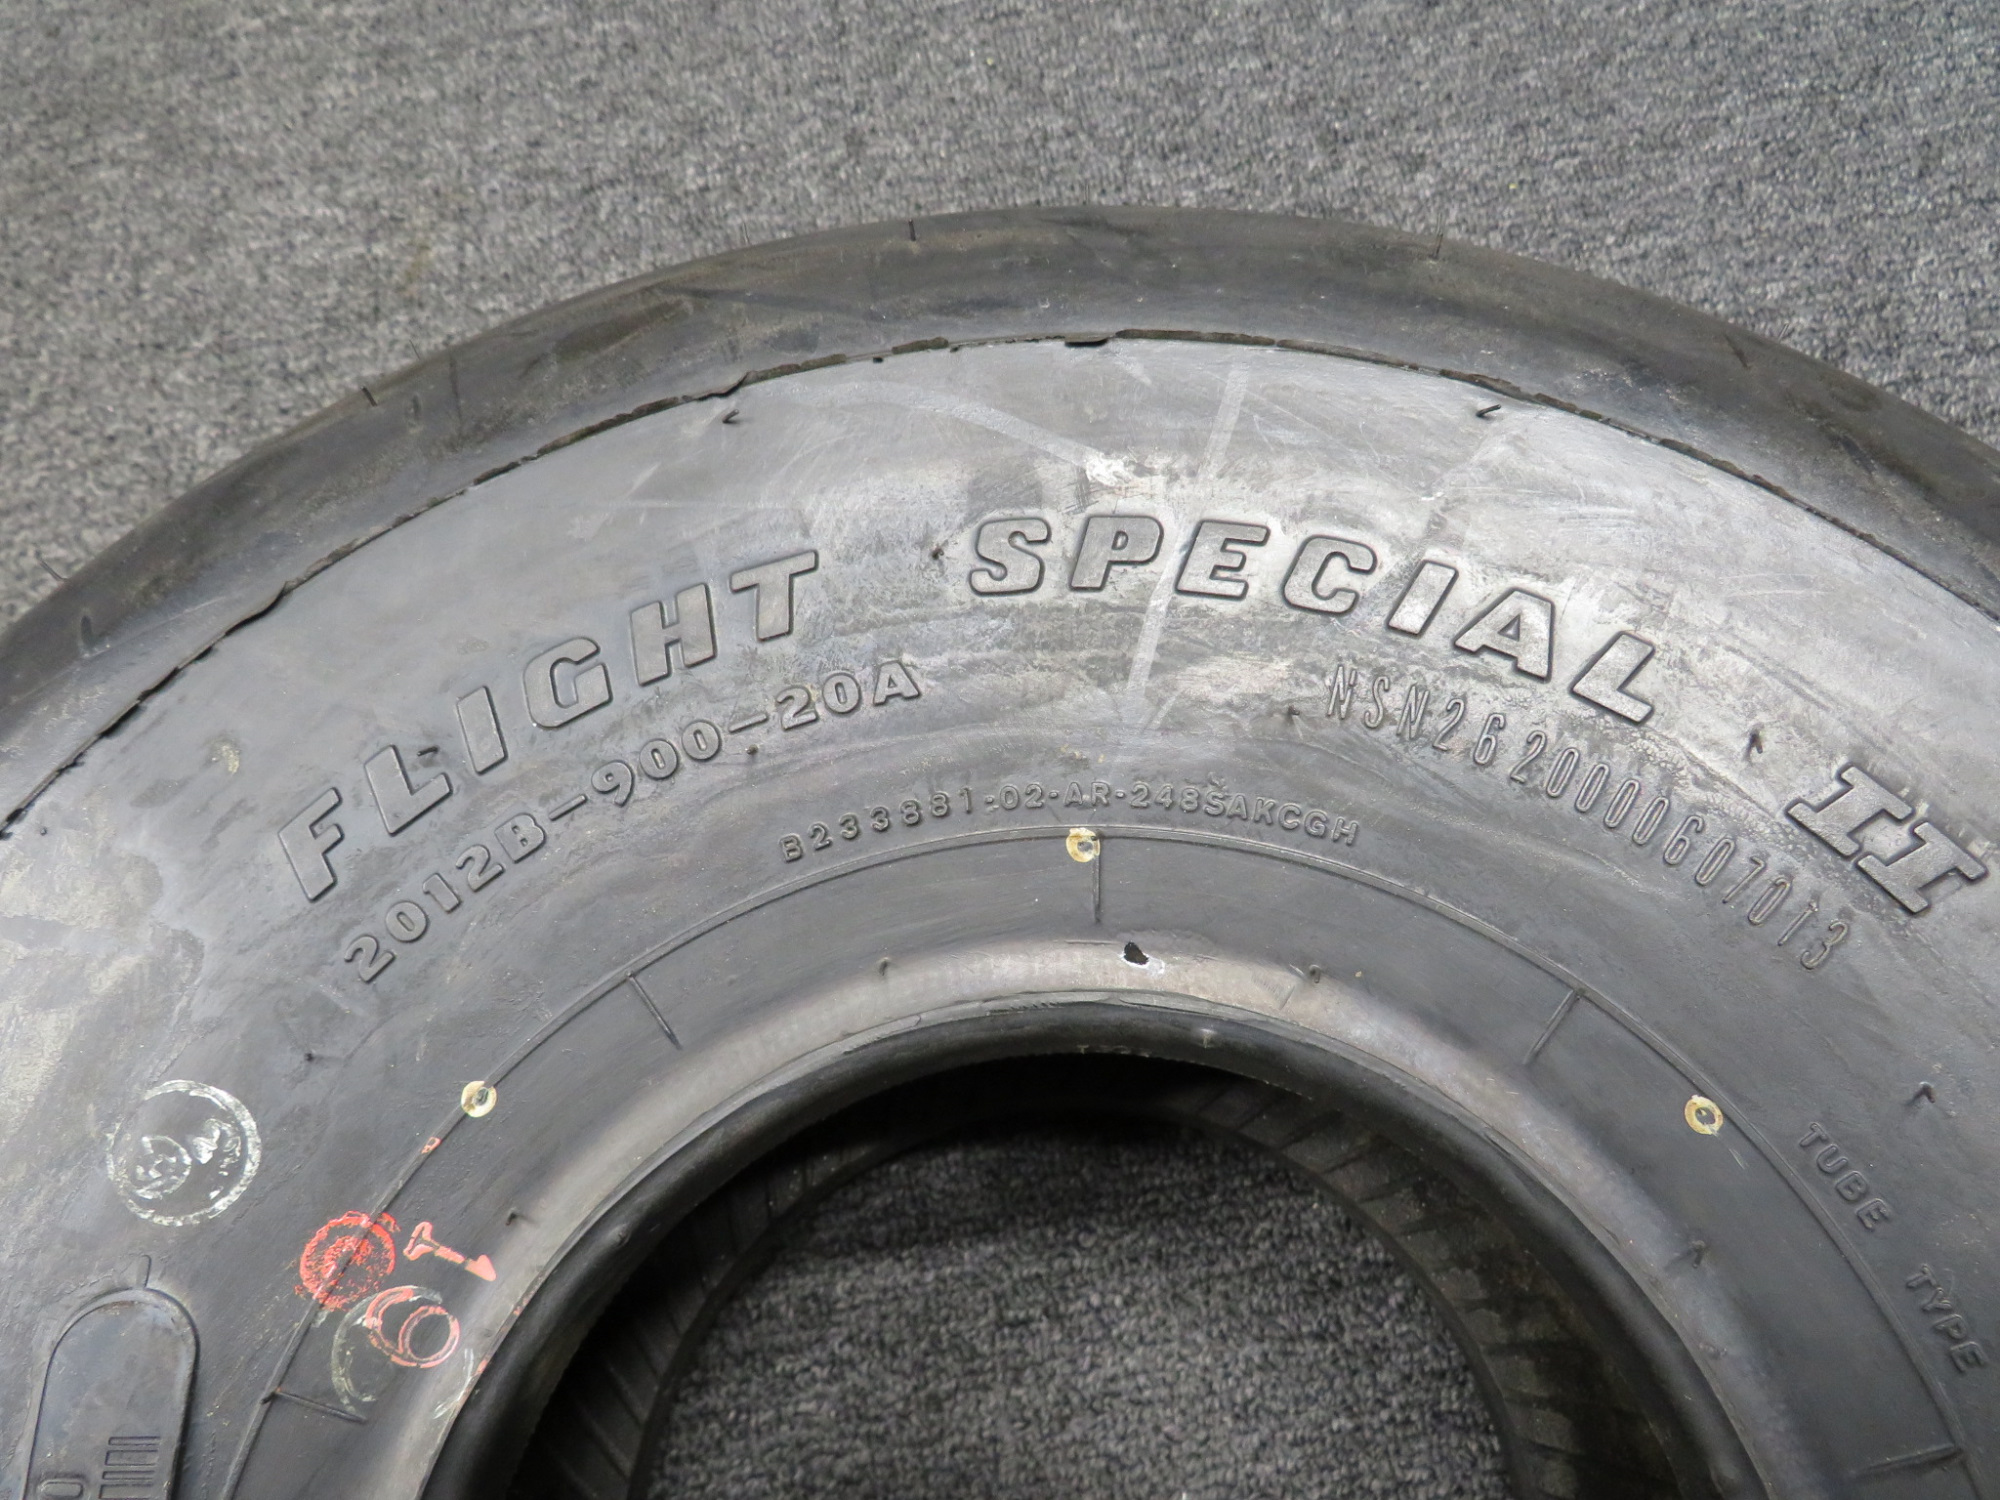 FLIGHT SPECIAL II
2012B-900-20A
NSN2620000607013
B233881-02-AR-248SAKCGH
TUBE TYPE